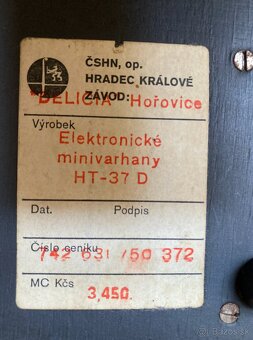 ČSHN, op.
HRADEC KRÁLOVÉ
ZÁVOD:
"DELICIA" Hořovice
Výrobek
Elektronické
minivarhany
HT-37 D
Dat. Podpis
Číslo ceníku
742 631 /50 372
MC Kčs
3,450.